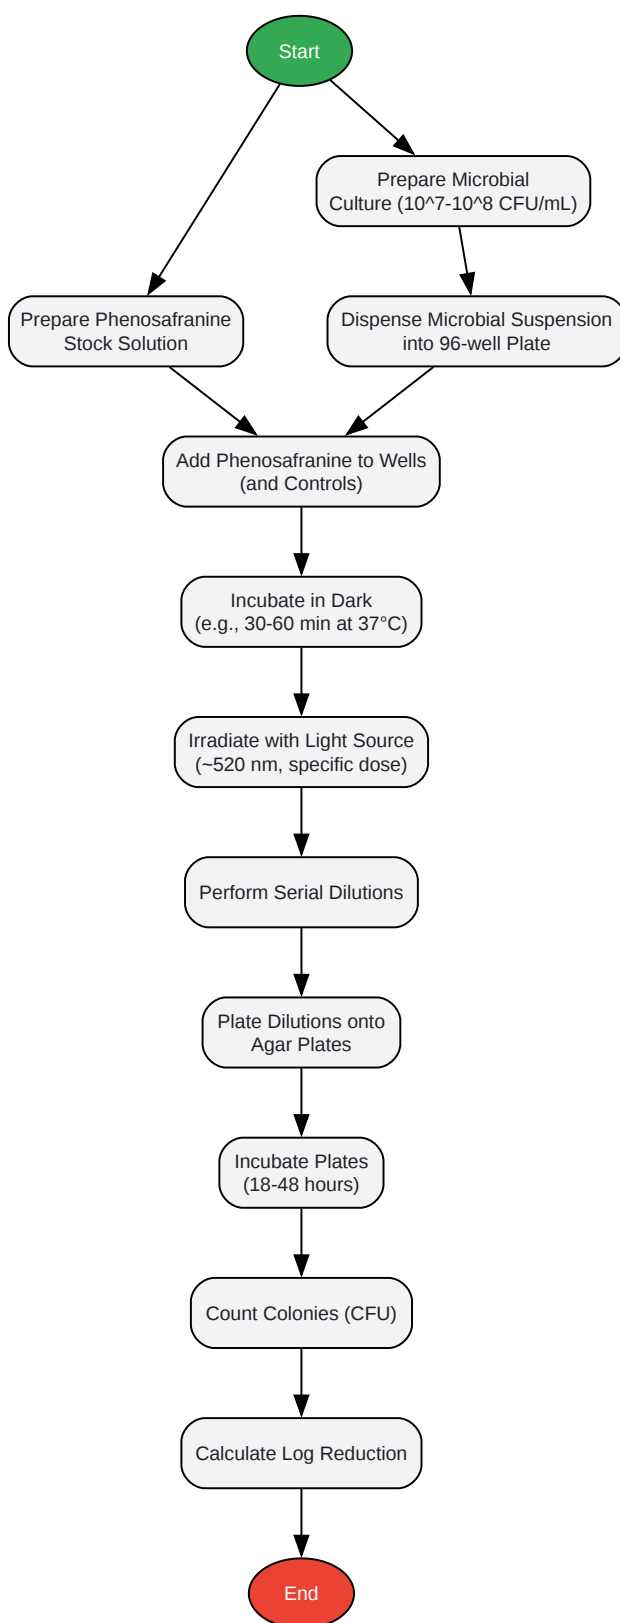 Start
Prepare Microbial
Culture (10^7-10^8 CFU/mL)
Prepare Phenosafranine
Stock Solution
Dispense Microbial Suspension
into 96-well Plate
Add Phenosafranine to Wells
(and Controls)
Incubate in Dark
(e.g., 30-60 min at 37°C)
Irradiate with Light Source
(~520 nm, specific dose)
Perform Serial Dilutions
Plate Dilutions onto
Agar Plates
Incubate Plates
(18-48 hours)
Count Colonies (CFU)
Calculate Log Reduction
End